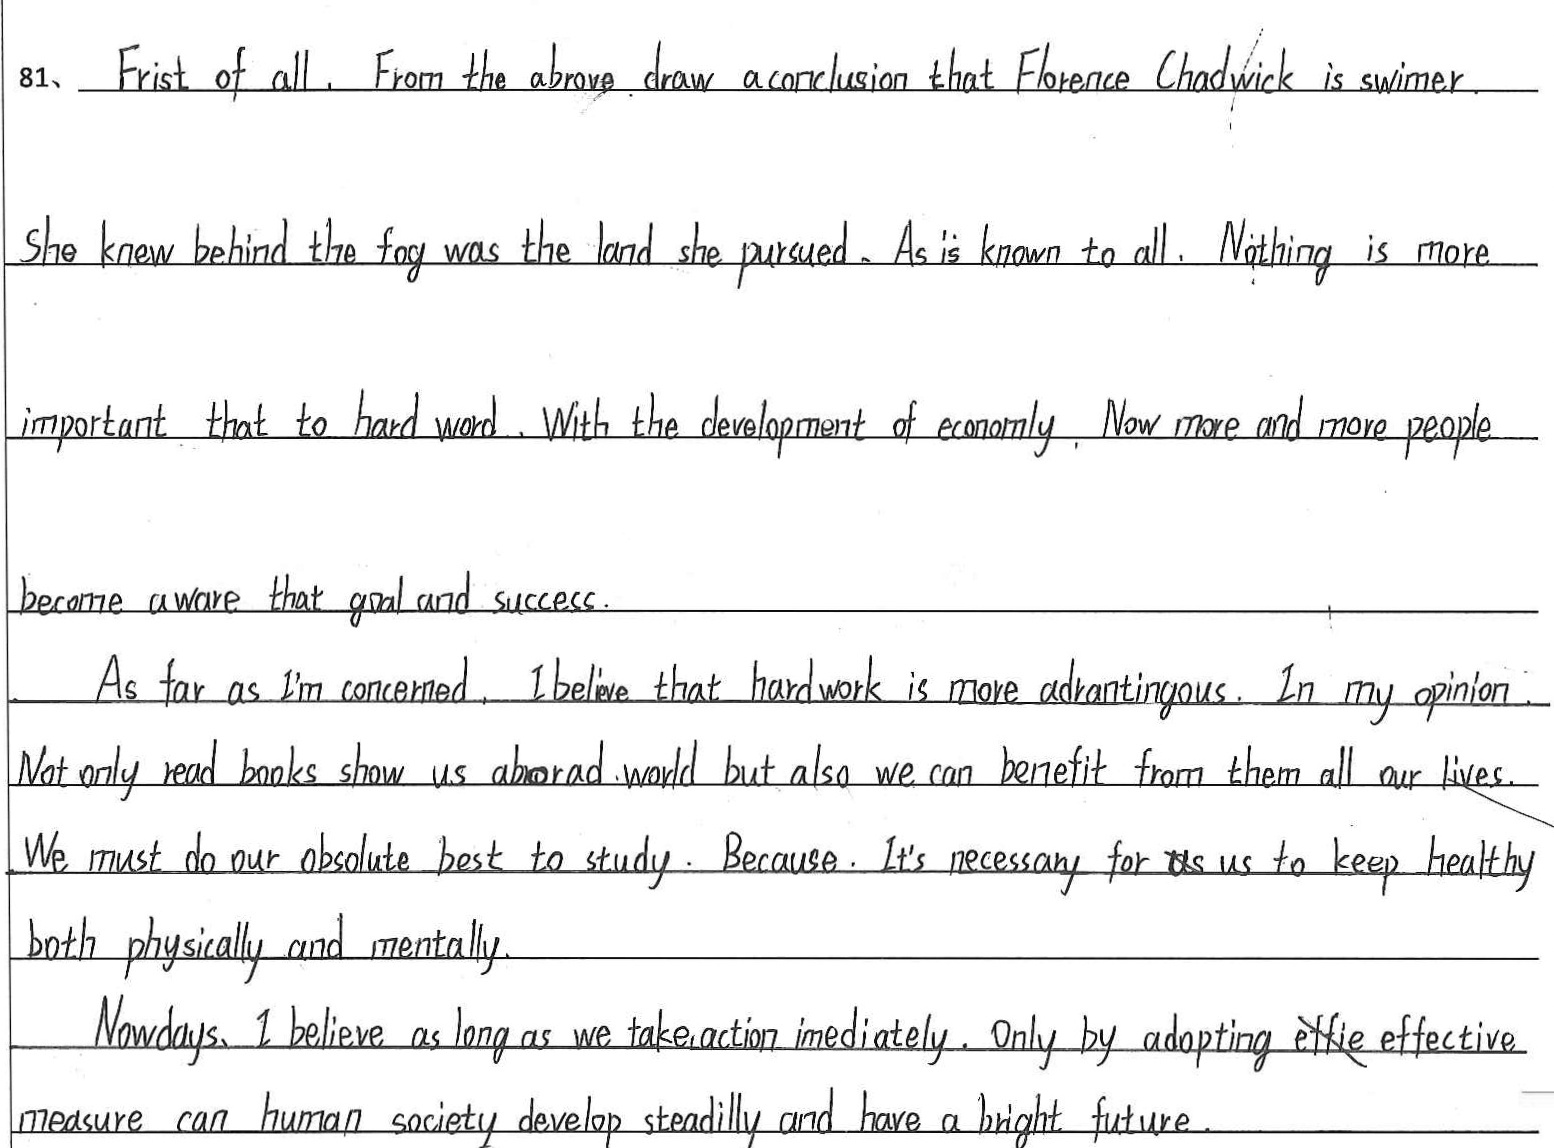 81、 Frist of all. From the abrove draw a conclusion that Florence Chadwick is swimer.
She knew behind the fog was the land she pursued. As is known to all. Nothing is more
important that to hard word. With the development of economly. Now more and more people
become aware that goal and success.
As far as I'm concerned. I believe that hardwork is more adrantingous. In my opinion.
Not only read books show us abroad world but also we can benefit from them all our lives.
We must do our absolute best to study. Because. It's necessary for us to keep healthy
both physically and mentally.
Nowdays. I believe as long as we take action imediately. Only by adopting effective
measure can human society develop steadilly and have a bright future.